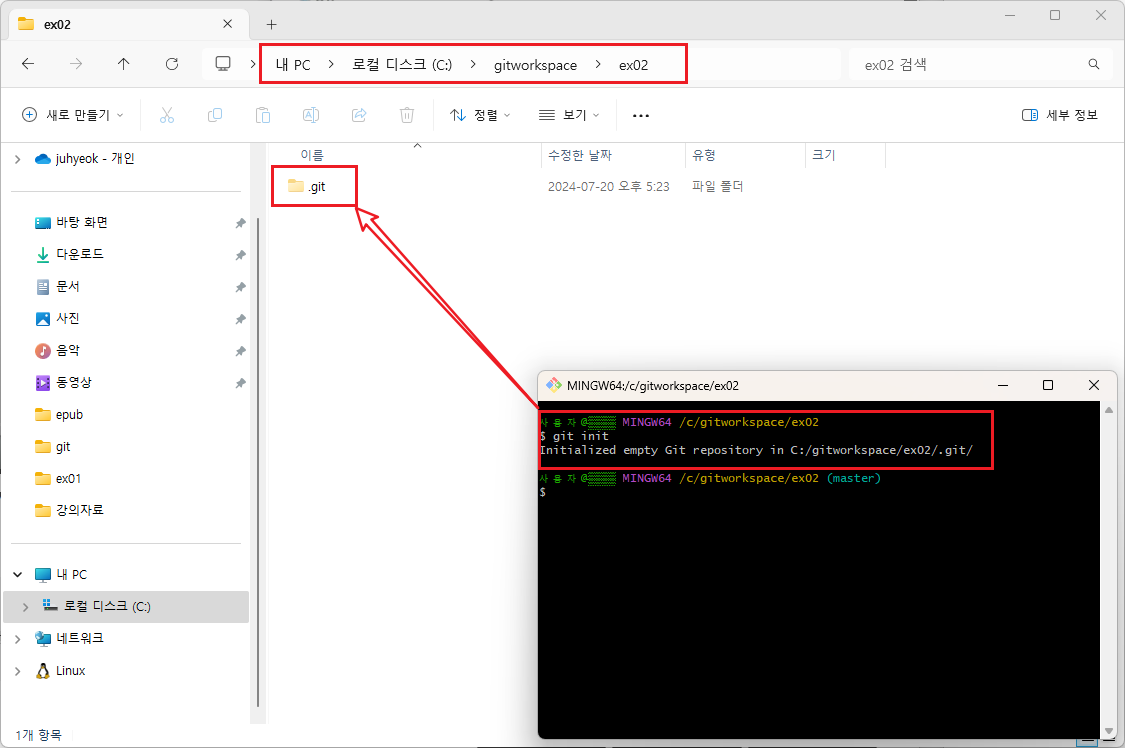 ex02
내 PC > 로컬 디스크 (C:) > gitworkspace > ex02
ex02 검색
새로 만들기
정렬
보기
세부 정보
juhyeok - 개인
바탕 화면
다운로드
문서
사진
음악
동영상
epub
git
ex01
강의자료
내 PC
로컬 디스크 (C:)
네트워크
Linux
1개 항목
이름 수정한 날짜 유형 크기
.git 2024-07-20 오후 5:23 파일 폴더
MINGW64:/c/gitworkspace/ex02
사용자@ MINGW64 /c/gitworkspace/ex02
$ git init
Initialized empty Git repository in C:/gitworkspace/ex02/.git/
사용자@ MINGW64 /c/gitworkspace/ex02 (master)
$